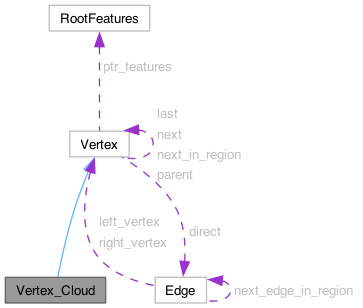 RootFeatures
ptr_features
last
next
next_in_region
parent
Vertex
left_vertex
right_vertex
direct
Vertex_Cloud
Edge
next_edge_in_region